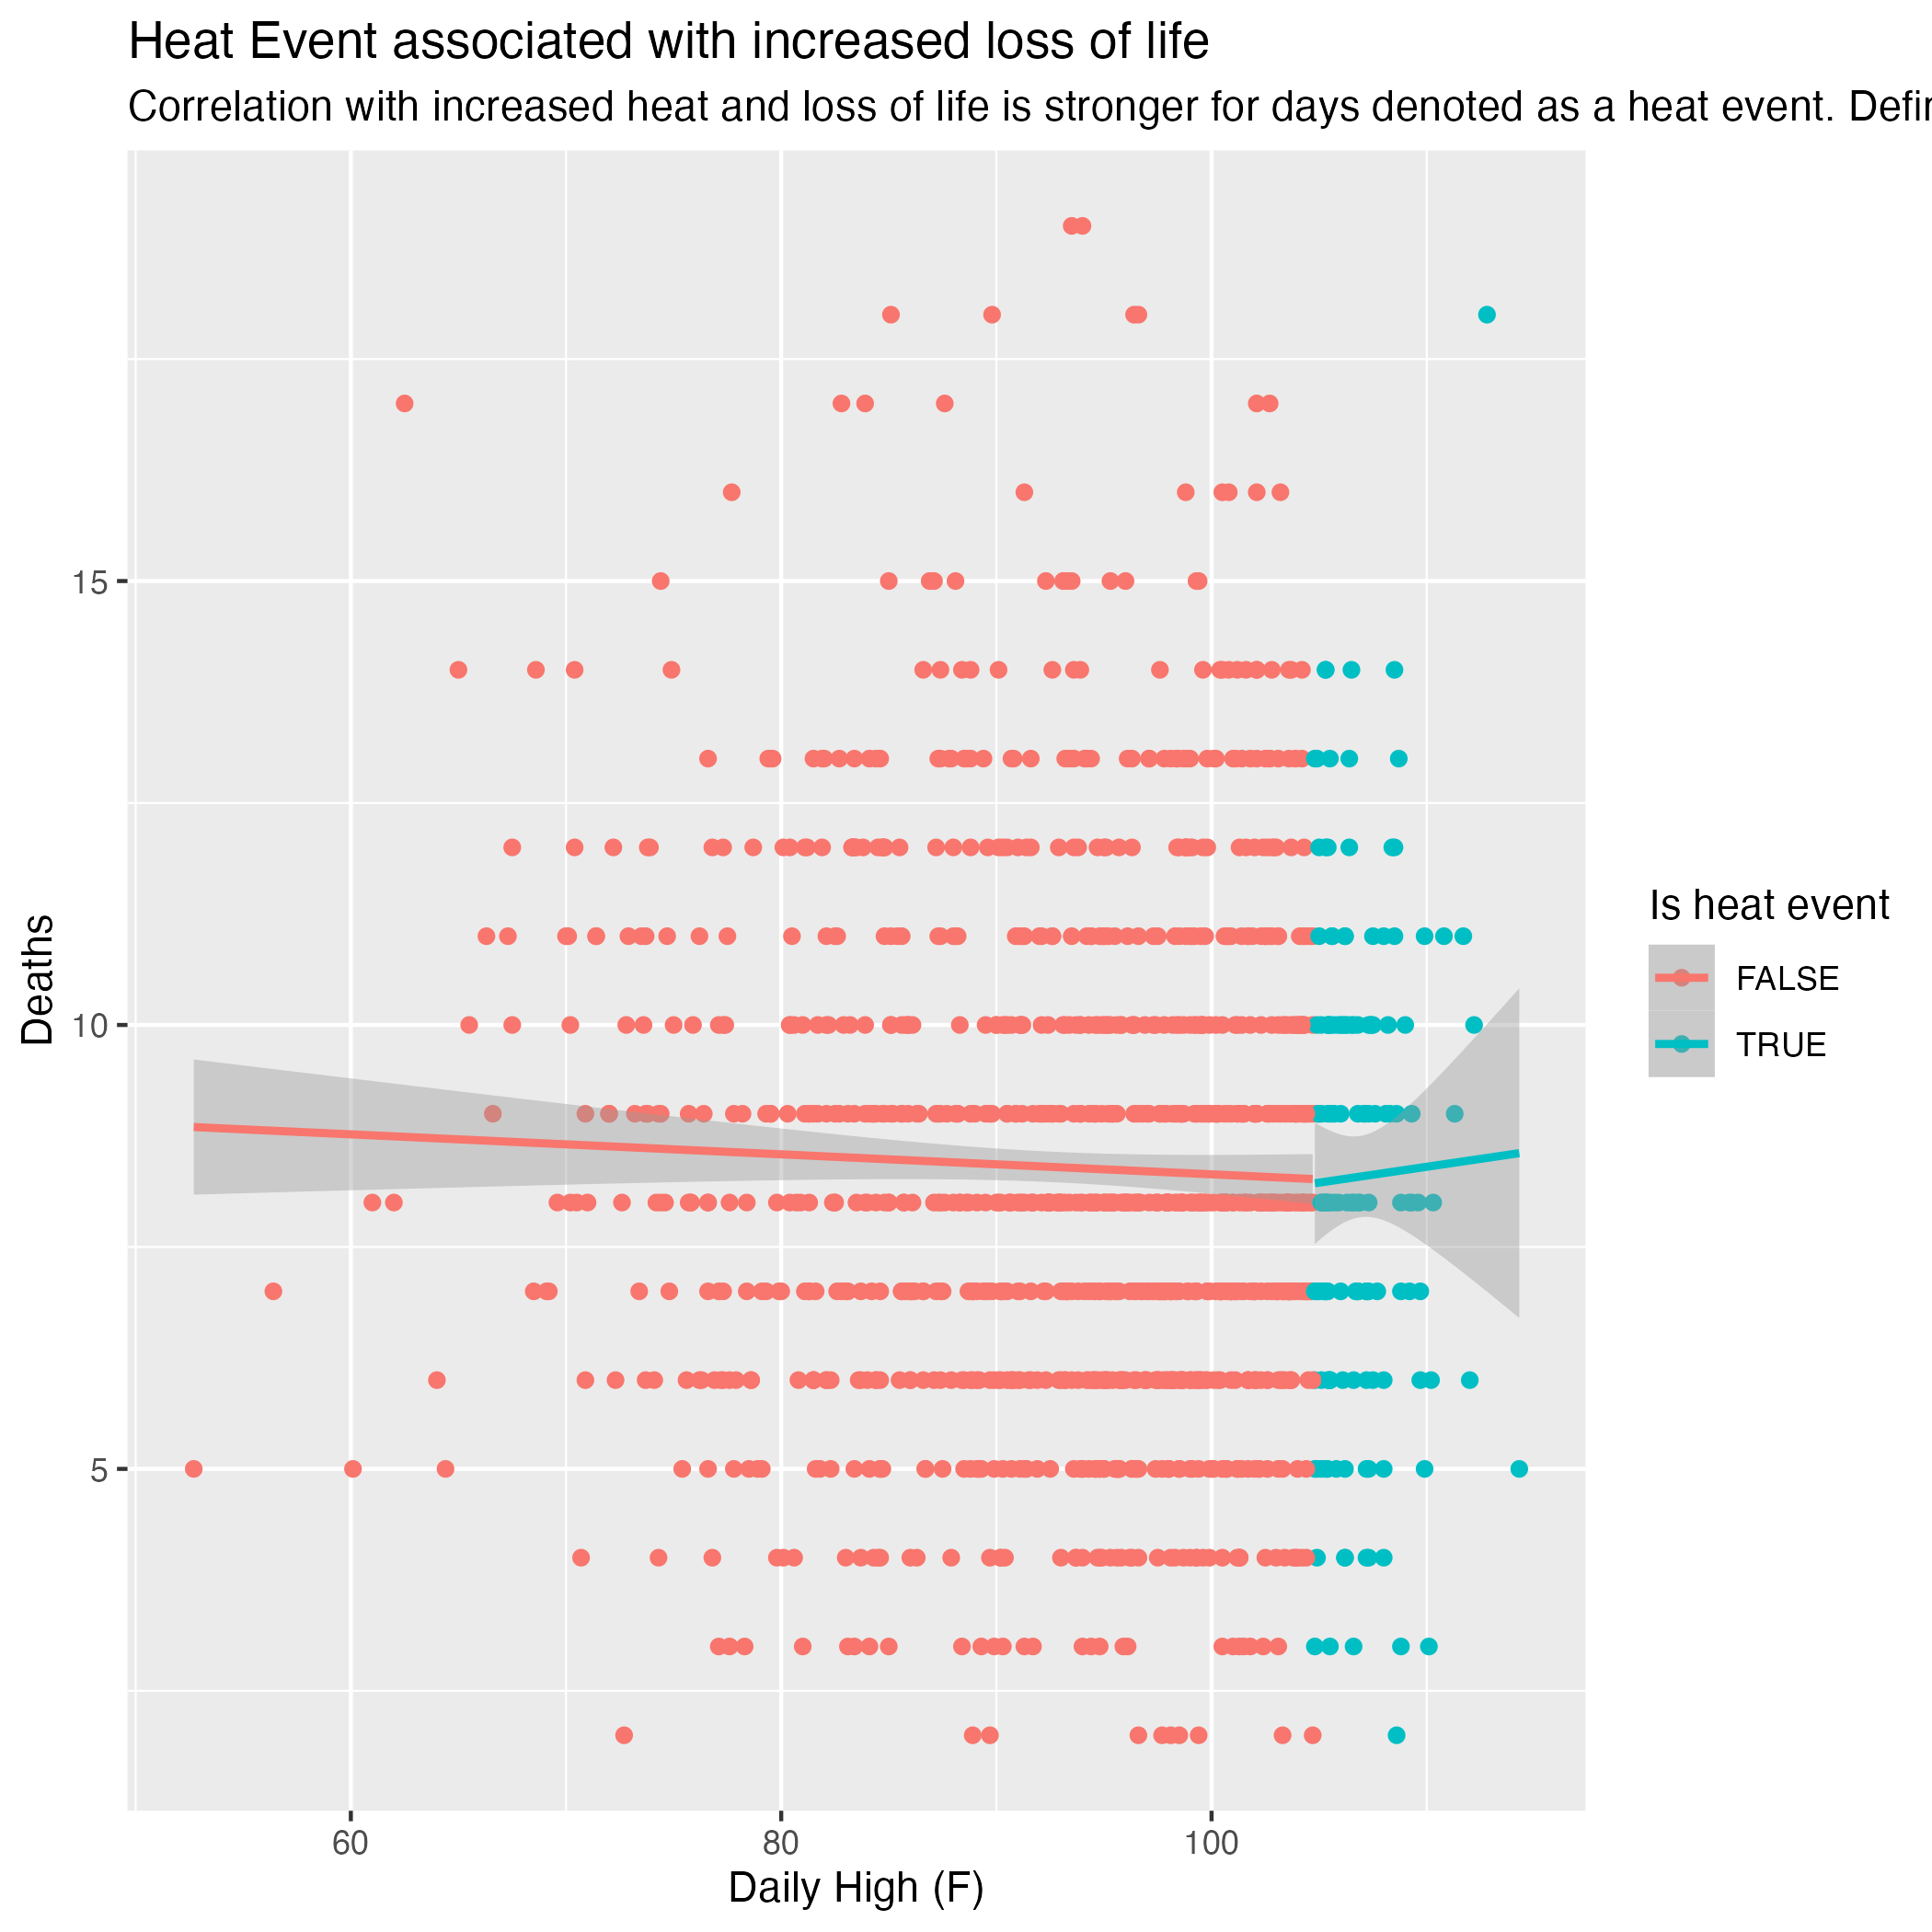 Heat Event associated with increased loss of life
Correlation with increased heat and loss of life is stronger for days denoted as a heat event.
15
10
5
Deaths
60
80
100
Daily High (F)
Is heat event
FALSE
TRUE